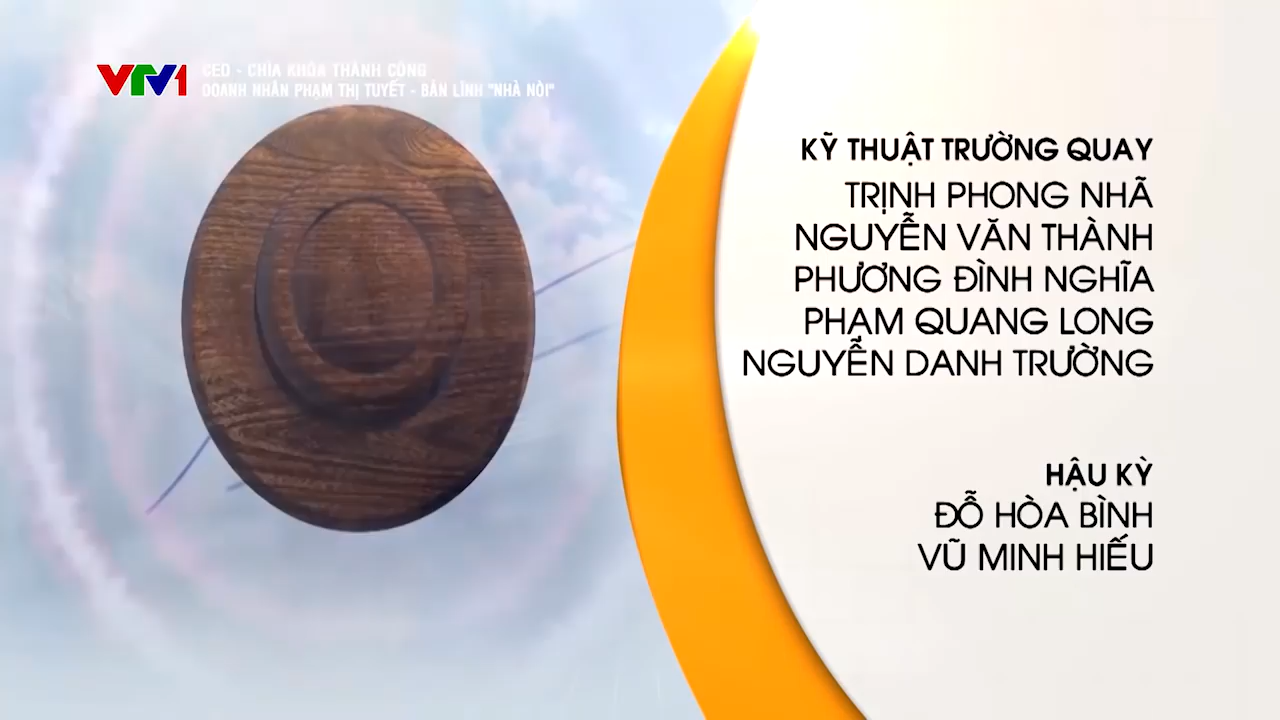 VTV1
CEO - CHÌA KHÓA THÀNH CÔNG
DOANH NHÂN PHẠM THỊ TUYẾT - BẢN LĨNH "NHÀ NÒI"
KỸ THUẬT TRƯỜNG QUAY
TRỊNH PHONG NHÃ
NGUYỄN VĂN THÀNH
PHƯƠNG ĐÌNH NGHĨA
PHẠM QUANG LONG
NGUYỄN DANH TRƯỜNG
HẬU KỲ
ĐỖ HÒA BÌNH
VŨ MINH HIẾU